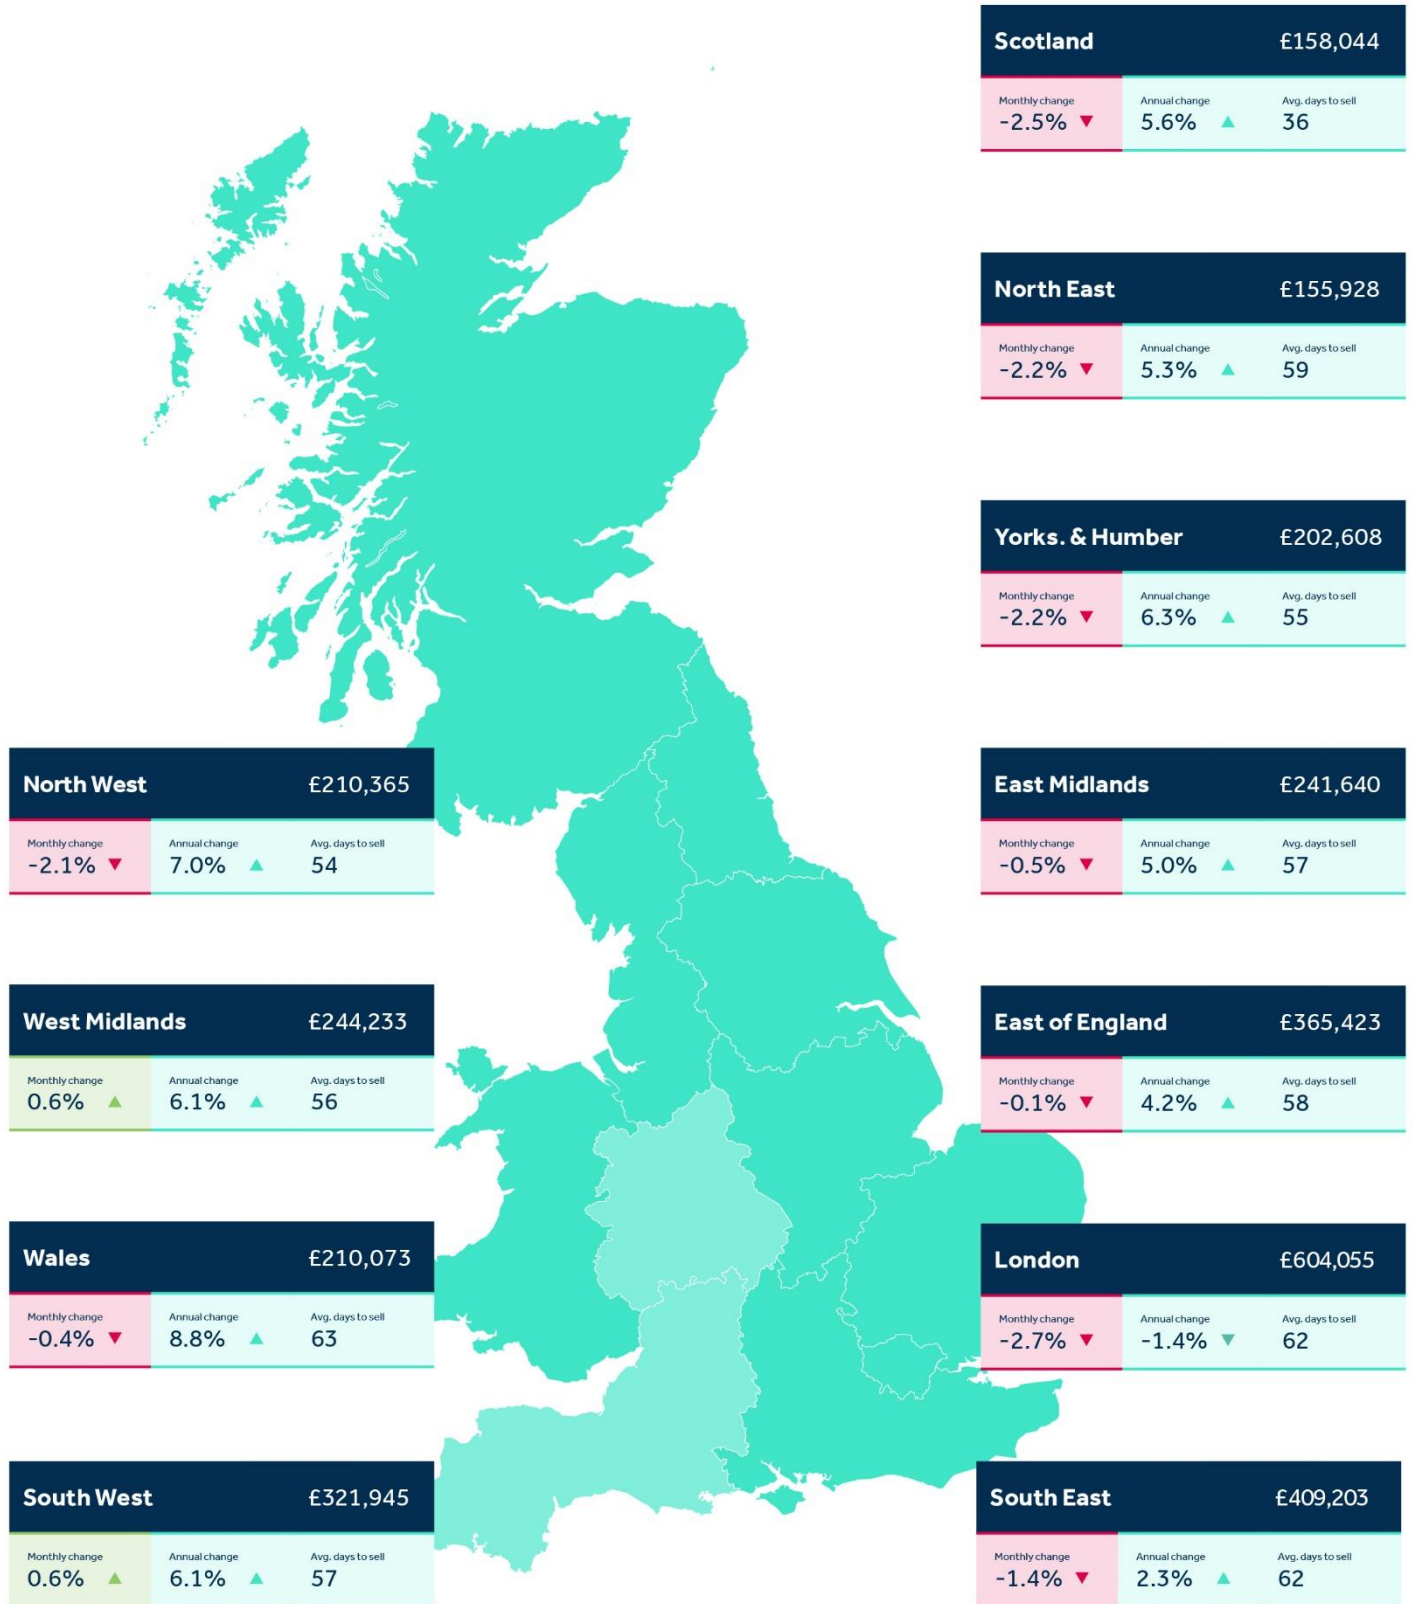 Scotland £158,044
Monthly change Annual change Avg. days to sell
-2.5% ▼ 5.6% ▲ 36
North East £155,928
Monthly change Annual change Avg. days to sell
-2.2% ▼ 5.3% ▲ 59
Yorks. & Humber £202,608
Monthly change Annual change Avg. days to sell
-2.2% ▼ 6.3% ▲ 55
North West £210,365
Monthly change Annual change Avg. days to sell
-2.1% ▼ 7.0% ▲ 54
East Midlands £241,640
Monthly change Annual change Avg. days to sell
-0.5% ▼ 5.0% ▲ 57
West Midlands £244,233
Monthly change Annual change Avg. days to sell
0.6% ▲ 6.1% ▲ 56
East of England £365,423
Monthly change Annual change Avg. days to sell
-0.1% ▼ 4.2% ▲ 58
Wales £210,073
Monthly change Annual change Avg. days to sell
-0.4% ▼ 8.8% ▲ 63
London £604,055
Monthly change Annual change Avg. days to sell
-2.7% ▼ -1.4% ▼ 62
South West £321,945
Monthly change Annual change Avg. days to sell
0.6% ▲ 6.1% ▲ 57
South East £409,203
Monthly change Annual change Avg. days to sell
-1.4% ▼ 2.3% ▲ 62